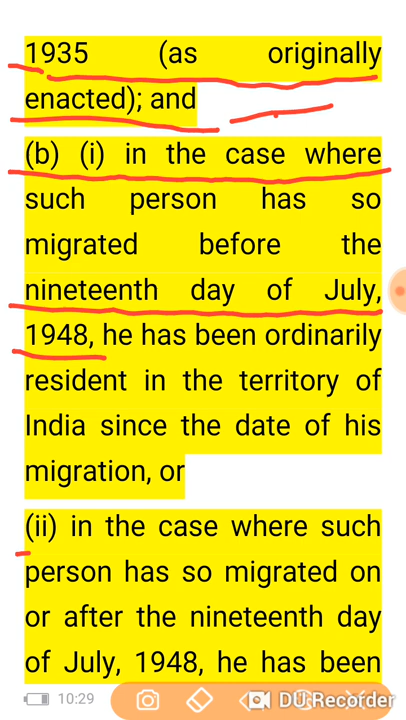 1935 (as originally
enacted); and
(b) (i) in the case where
such person has so
migrated before the
nineteenth day of July,
1948, he has been ordinarily
resident in the territory of
India since the date of his
migration, or
(ii) in the case where such
person has so migrated on
or after the nineteenth day
of July, 1948, he has been
10:29
DU Recorder